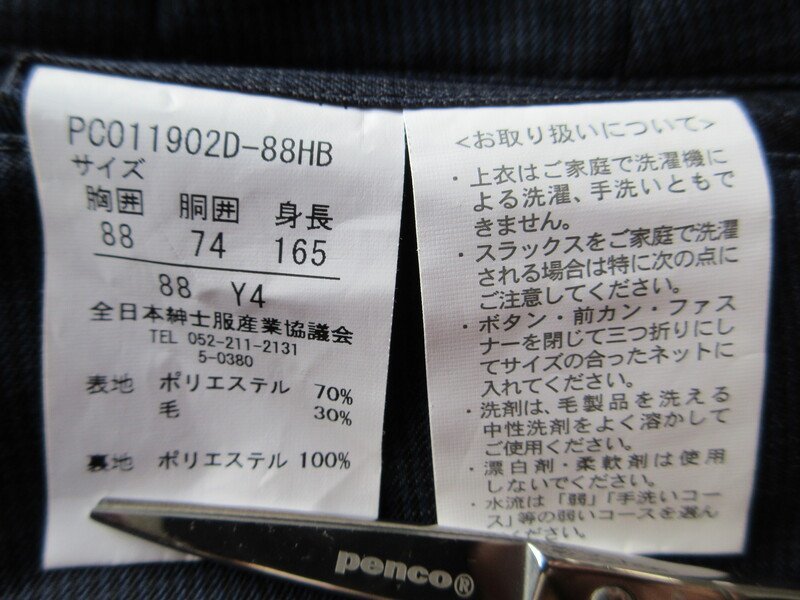 PC011902D-88HB
サイズ
胸囲 胴囲 身長
88 74 165
88 Y4
全日本紳士服産業協議会
TEL 052-211-2131
5-0380
表地 ポリエステル 70%
毛 30%
裏地 ポリエステル 100%
<お取り扱いについて>
・上衣はご家庭で洗濯機に
よる洗濯、手洗いともで
きません。
・スラックスをご家庭で洗濯
される場合は特に次の点に
ご注意してください。
・ボタン・前カン・ファス
ナーを閉じて三つ折りにし
てサイズの合ったネットに
入れてください。
・洗剤は、毛製品を洗える
中性洗剤をよく溶かして
ご使用ください。
・漂白剤・柔軟剤は使用
しないでください。
・水流は「弱」「手洗いコー
ス」等の弱いコースを選ん
ください。
penco®